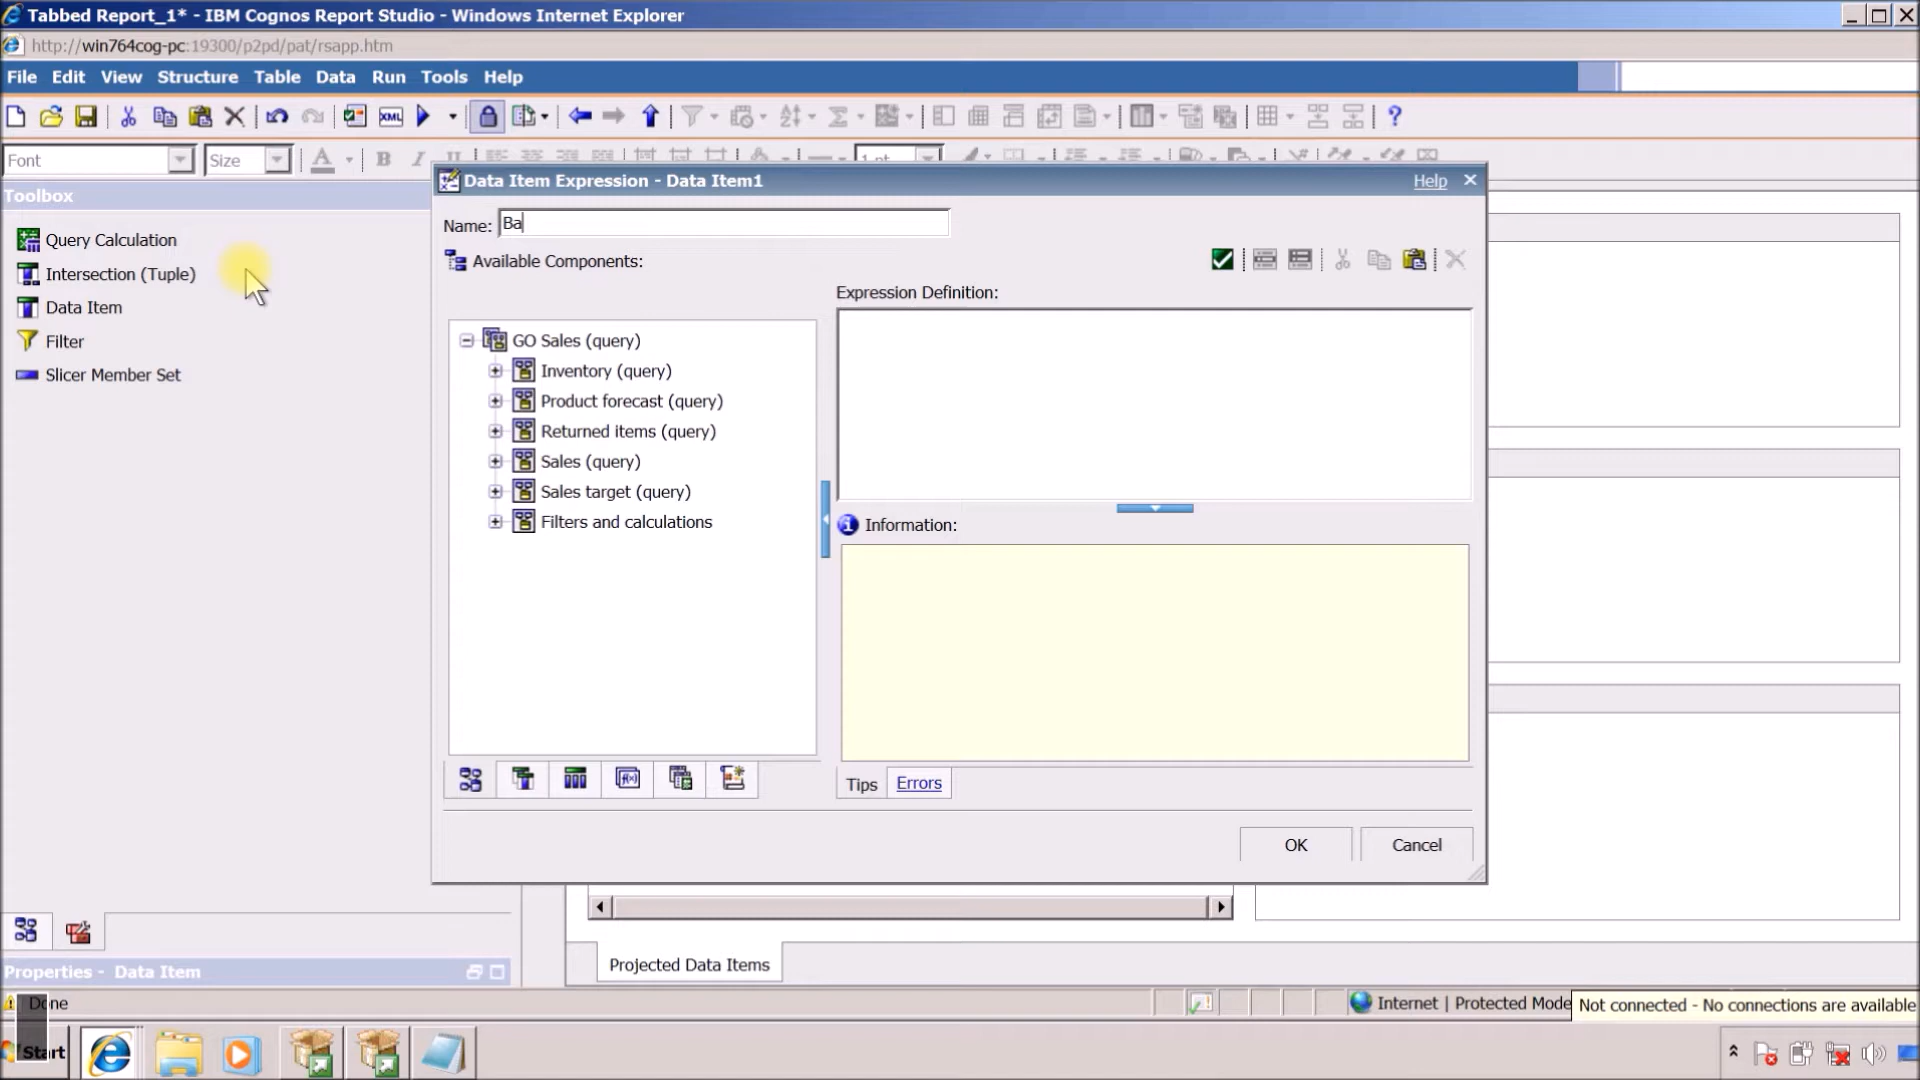 Tabbed Report_1* - IBM Cognos Report Studio - Windows Internet Explorer
http://win764cog-pc:19300/p2pd/pat/rsapp.htm
File Edit View Structure Table Data Run Tools Help
XML
Font Size B I U 1 pt
Toolbox
Query Calculation
Intersection (Tuple)
Data Item
Filter
Slicer Member Set
Data Item Expression - Data Item1 Help
Name: Ba
Available Components:
Expression Definition:
GO Sales (query)
Inventory (query)
Product forecast (query)
Returned items (query)
Sales (query)
Sales target (query)
Filters and calculations
Information:
Tips Errors
OK Cancel
Projected Data Items
Properties - Data Item
Done
Internet | Protected Mode
Not connected - No connections are available
Start